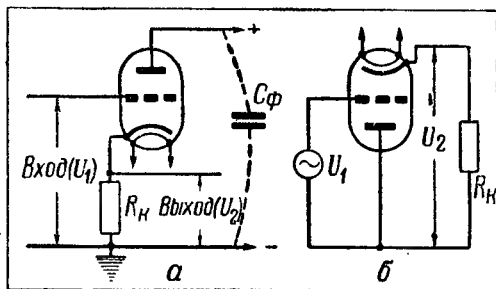 +
Cф
Вход(U₁)
Rк
Выход(U₂)
-
а
U₁
U₂
Rк
б